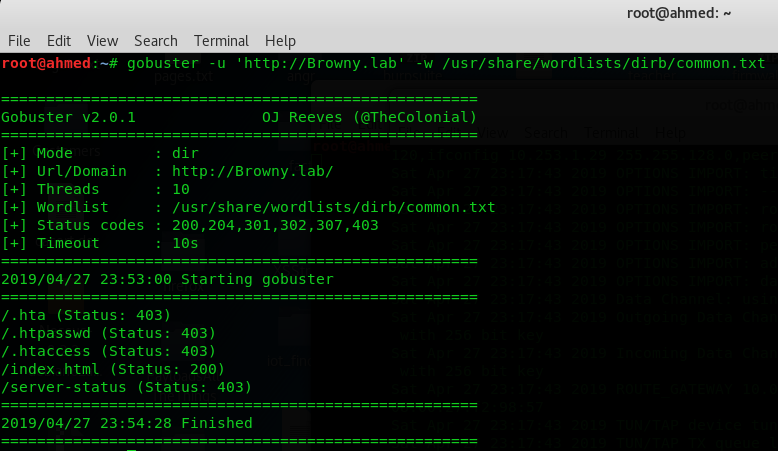 root@ahmed: ~
File Edit View Search Terminal Help
root@ahmed:~# gobuster -u 'http://Browny.lab' -w /usr/share/wordlists/dirb/common.txt
=====================================================
Gobuster v2.0.1 OJ Reeves (@TheColonial)
=====================================================
[+] Mode : dir
[+] Url/Domain : http://Browny.lab/
[+] Threads : 10
[+] Wordlist : /usr/share/wordlists/dirb/common.txt
[+] Status codes : 200,204,301,302,307,403
[+] Timeout : 10s
=====================================================
2019/04/27 23:53:00 Starting gobuster
=====================================================
/.hta (Status: 403)
/.htpasswd (Status: 403)
/.htaccess (Status: 403)
/index.html (Status: 200)
/server-status (Status: 403)
=====================================================
2019/04/27 23:54:28 Finished
=====================================================